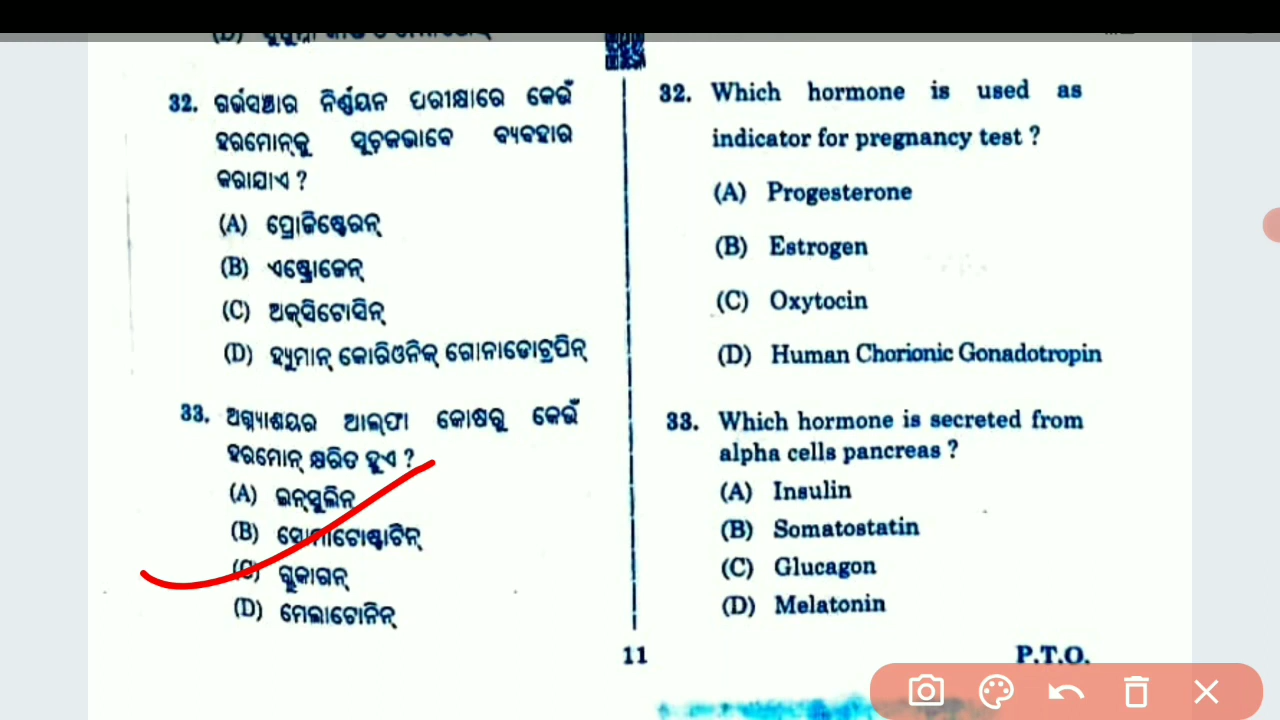 32. ଗର୍ଭସଞ୍ଚାର ନିର୍ଣ୍ଣୟନ ପରୀକ୍ଷାରେ କେଉଁ
ହରମୋନ୍‌କୁ ସୂଚକଭାବେ ବ୍ୟବହାର
କରାଯାଏ ?
(A) ପ୍ରୋଜିଷ୍ଟେରନ୍
(B) ଏଷ୍ଟ୍ରୋଜେନ୍
(C) ଅକ୍‌ସିଟୋସିନ୍
(D) ହ୍ୟୁମାନ୍ କୋରିଓନିକ୍ ଗୋନାଡୋଟ୍ରପିନ୍
33. ଅଗ୍ନ୍ୟାଶୟର ଆଲ୍‌ଫା କୋଷରୁ କେଉଁ
ହରମୋନ୍ କ୍ଷରିତ ହୁଏ ?
(A) ଇନ୍‌ସୁଲିନ୍
(B) ସୋମାଟୋଷ୍ଟାଟିନ୍
(C) ଗ୍ଲୁକାଗନ୍
(D) ମେଲାଟୋନିନ୍
32. Which hormone is used as
indicator for pregnancy test ?
(A) Progesterone
(B) Estrogen
(C) Oxytocin
(D) Human Chorionic Gonadotropin
33. Which hormone is secreted from
alpha cells pancreas ?
(A) Insulin
(B) Somatostatin
(C) Glucagon
(D) Melatonin
11
P.T.O.